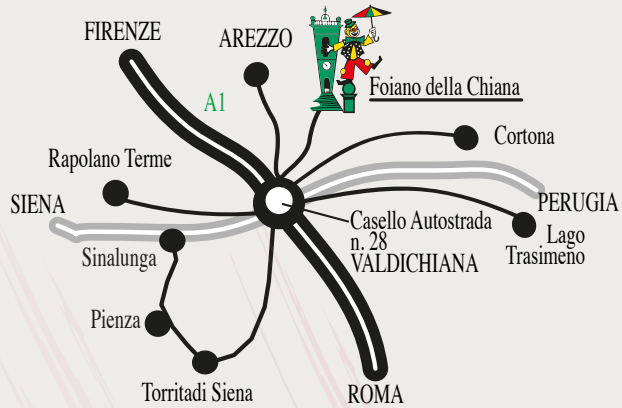 FIRENZE
AREZZO
A1
Foiano della Chiana
Cortona
Rapolano Terme
SIENA
PERUGIA
Casello Autostrada
n. 28
VALDICHIANA
Lago
Trasimeno
Sinalunga
Pienza
Torritadi Siena
ROMA